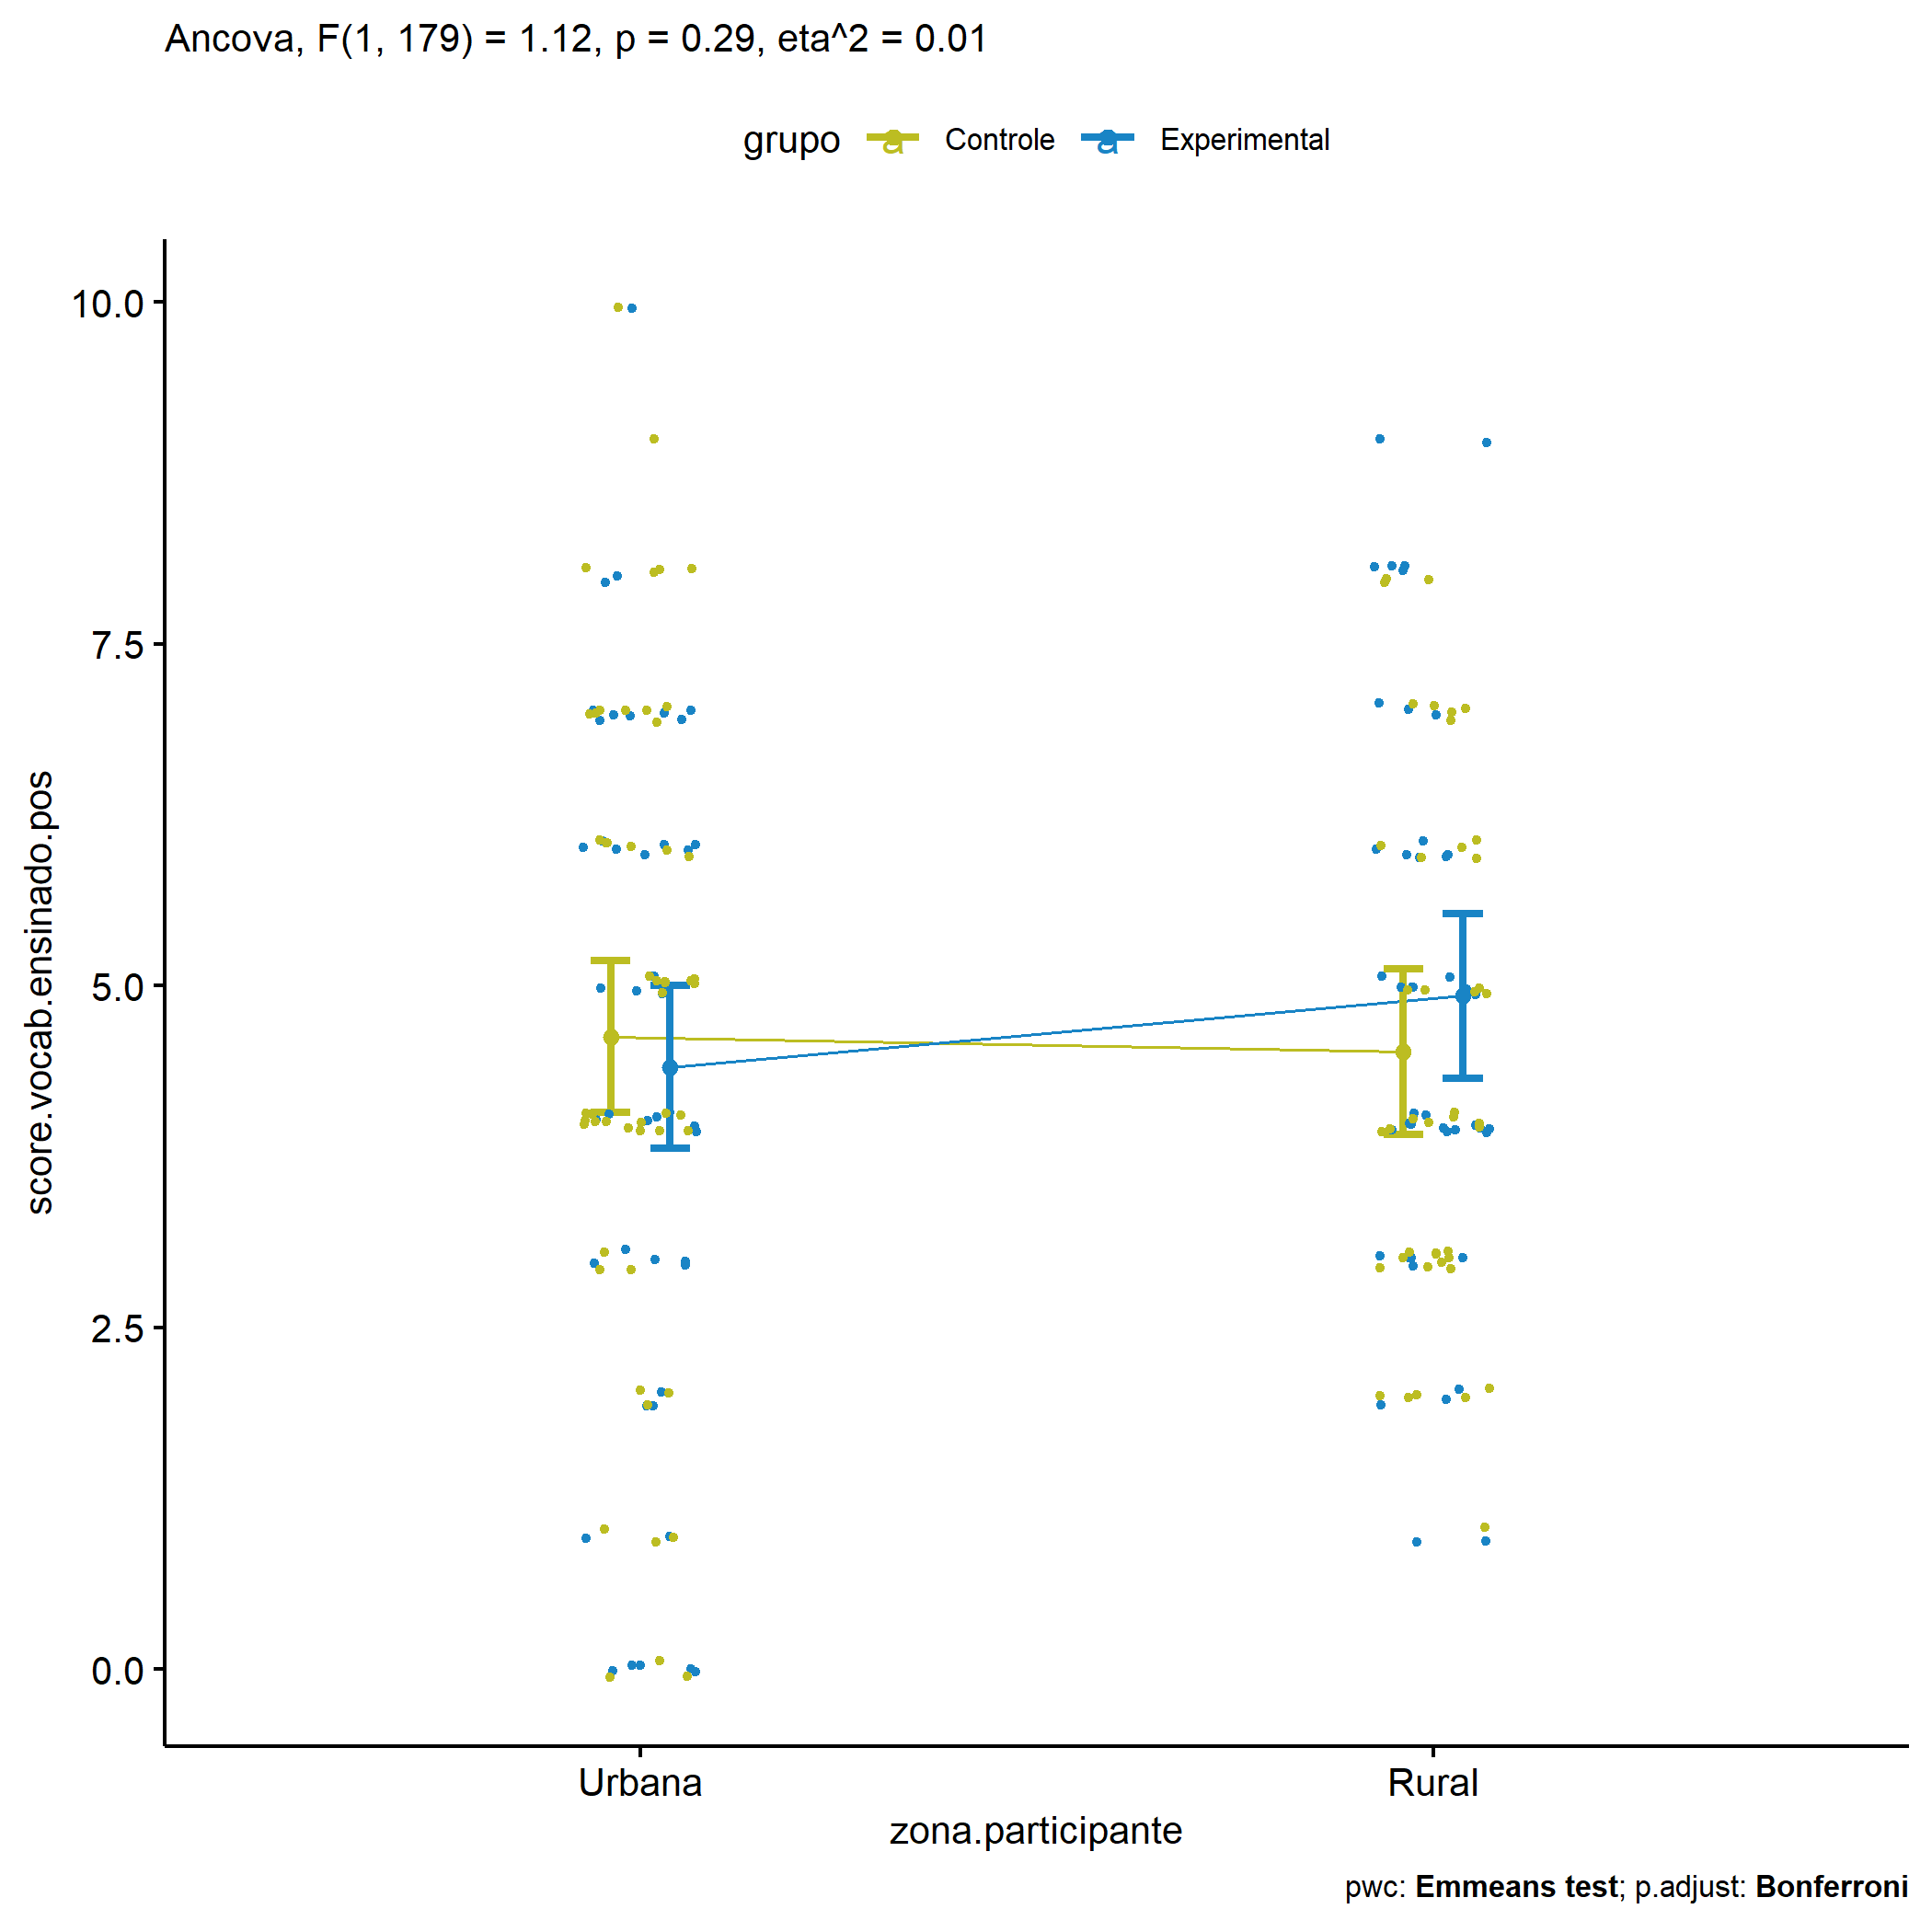 Ancova, F(1, 179) = 1.12, p = 0.29, eta^2 = 0.01
grupo a Controle a Experimental
10.0
7.5
5.0
2.5
0.0
score.vocab.ensinado.pos
Urbana Rural
zona.participante
pwc: Emmeans test; p.adjust: Bonferroni